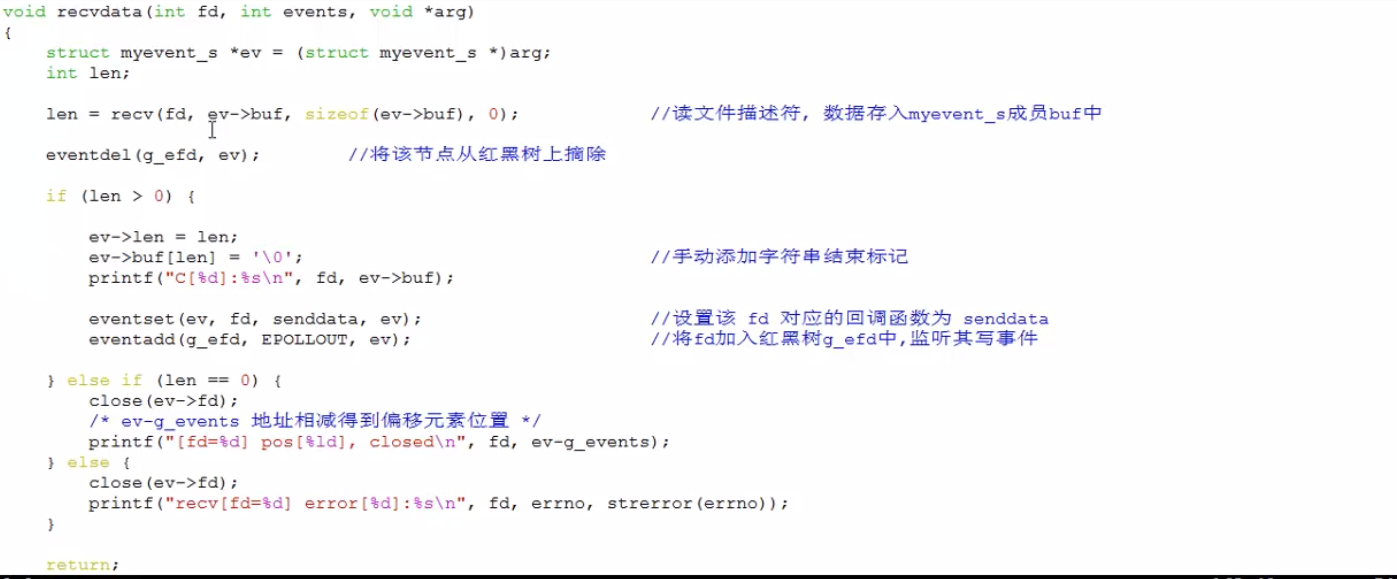 void recvdata(int fd, int events, void *arg)
{
    struct myevent_s *ev = (struct myevent_s *)arg;
    int len;
    len = recv(fd, ev->buf, sizeof(ev->buf), 0);            //读文件描述符, 数据存入myevent_s成员buf中
    eventdel(g_efd, ev);        //将该节点从红黑树上摘除
    if (len > 0) {
        ev->len = len;
        ev->buf[len] = '\0';                                //手动添加字符串结束标记
        printf("C[%d]:%s\n", fd, ev->buf);
        eventset(ev, fd, senddata, ev);                     //设置该 fd 对应的回调函数为 senddata
        eventadd(g_efd, EPOLLOUT, ev);                      //将fd加入红黑树g_efd中,监听其写事件
    } else if (len == 0) {
        close(ev->fd);
        /* ev-g_events 地址相减得到偏移元素位置 */
        printf("[fd=%d] pos[%ld], closed\n", fd, ev-g_events);
    } else {
        close(ev->fd);
        printf("recv[fd=%d] error[%d]:%s\n", fd, errno, strerror(errno));
    }
    return;